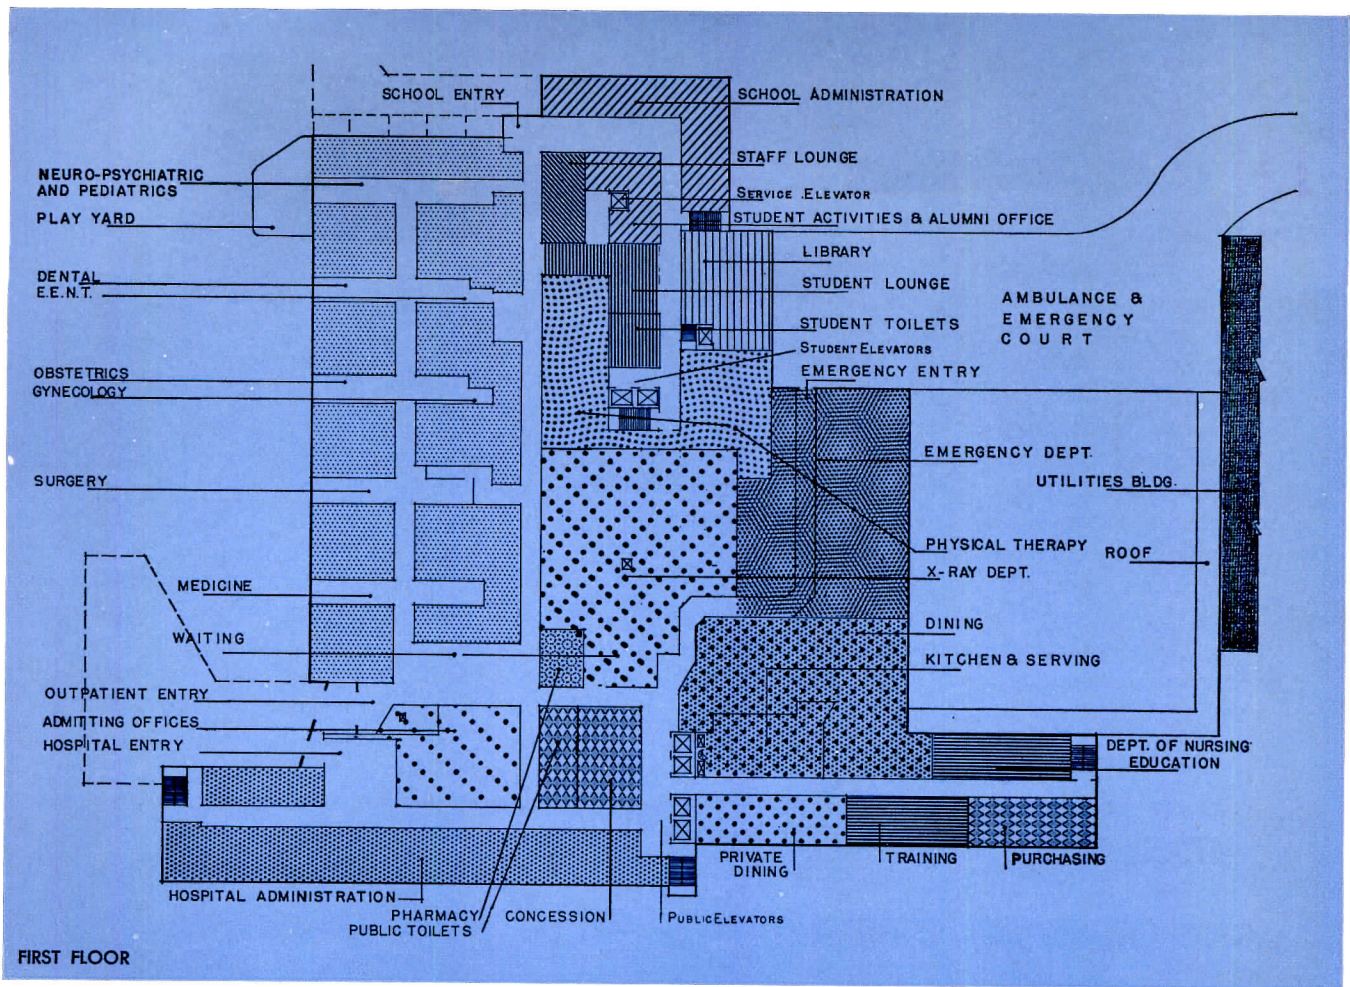 SCHOOL ENTRY
SCHOOL ADMINISTRATION
STAFF LOUNGE
NEURO-PSYCHIATRIC
AND PEDIATRICS
SERVICE ELEVATOR
PLAY YARD
STUDENT ACTIVITIES & ALUMNI OFFICE
LIBRARY
DENTAL
E.E.N.T.
STUDENT LOUNGE
AMBULANCE &
EMERGENCY
COURT
STUDENT TOILETS
STUDENT ELEVATORS
OBSTETRICS
GYNECOLOGY
EMERGENCY ENTRY
EMERGENCY DEPT.
SURGERY
UTILITIES BLDG.
PHYSICAL THERAPY
ROOF
X-RAY DEPT.
MEDICINE
DINING
WAITING
KITCHEN & SERVING
OUTPATIENT ENTRY
ADMITTING OFFICES
HOSPITAL ENTRY
DEPT. OF NURSING
EDUCATION
PRIVATE
DINING
TRAINING
PURCHASING
HOSPITAL ADMINISTRATION
PHARMACY
PUBLIC TOILETS
CONCESSION
PUBLIC ELEVATORS
FIRST FLOOR